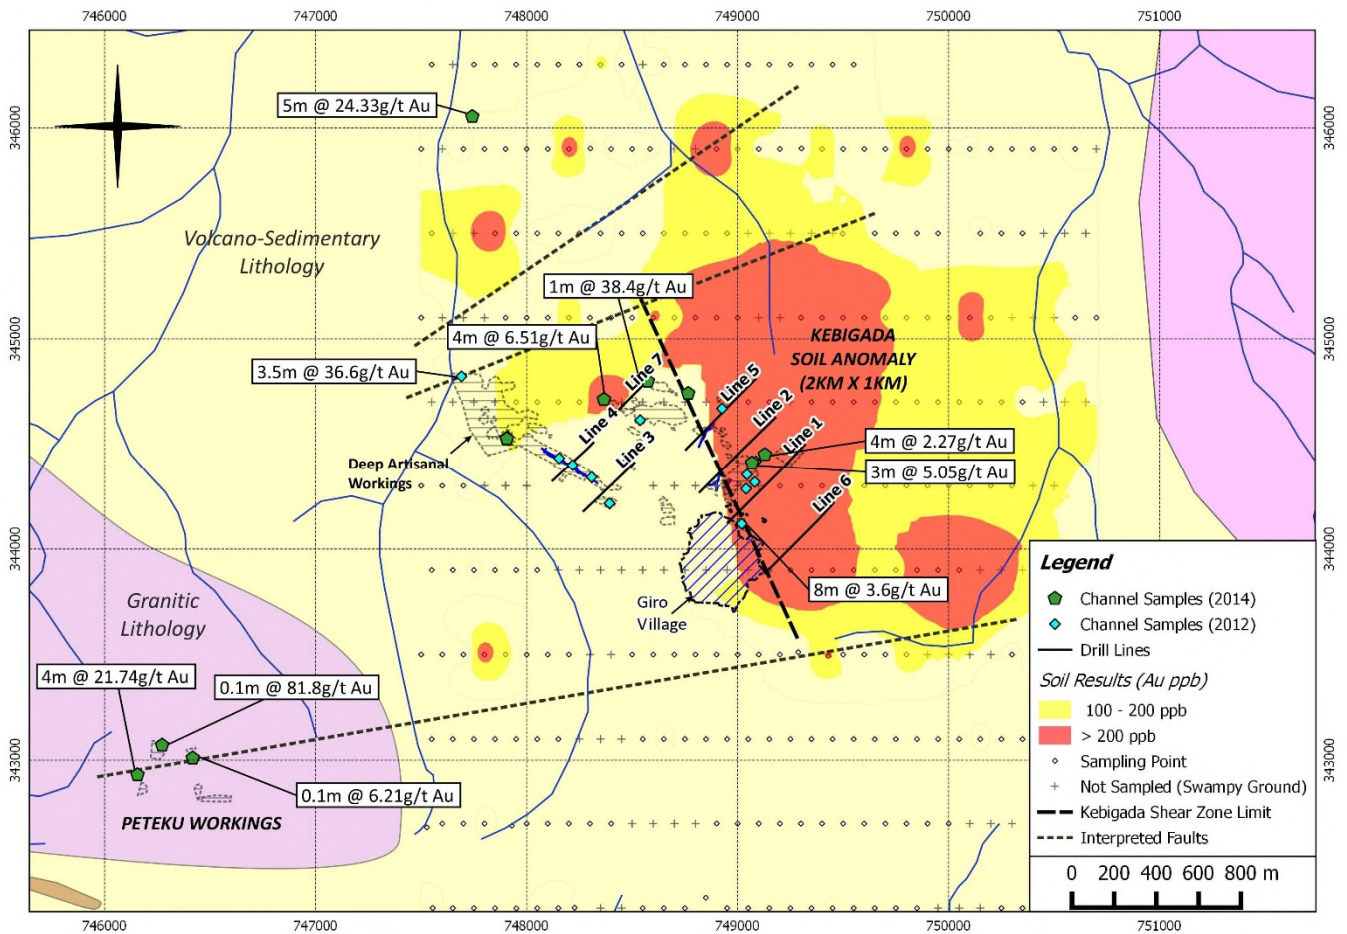 746000
747000
748000
749000
750000
751000
346000
346000
5m @ 24.33g/t Au
Volcano-Sedimentary
Lithology
1m @ 38.4g/t Au
345000
345000
4m @ 6.51g/t Au
KEBIGADA
SOIL ANOMALY
(2KM X 1KM)
3.5m @ 36.6g/t Au
Line 7
Line 5
Line 2
Line 4
Line 1
Line 3
4m @ 2.27g/t Au
Deep Artisanal
Workings
3m @ 5.05g/t Au
Line 6
344000
344000
8m @ 3.6g/t Au
Giro
Village
Granitic
Lithology
4m @ 21.74g/t Au
0.1m @ 81.8g/t Au
343000
343000
0.1m @ 6.21g/t Au
PETEKU WORKINGS
Legend
Channel Samples (2014)
Channel Samples (2012)
Drill Lines
Soil Results (Au ppb)
100 - 200 ppb
> 200 ppb
Sampling Point
Not Sampled (Swampy Ground)
Kebigada Shear Zone Limit
Interpreted Faults
0 200 400 600 800 m
746000
747000
748000
749000
750000
751000